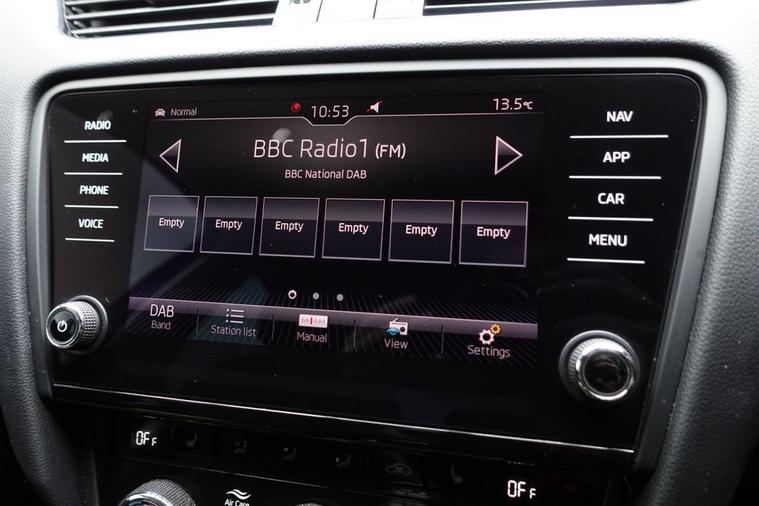 Normal 10:53 13.5°C
RADIO
MEDIA
PHONE
VOICE
BBC Radio1 (FM)
BBC National DAB
Empty Empty Empty Empty Empty Empty
DAB
Band
Station list
Manual
View
Settings
NAV
APP
CAR
MENU
OFF
OFF
Air Care